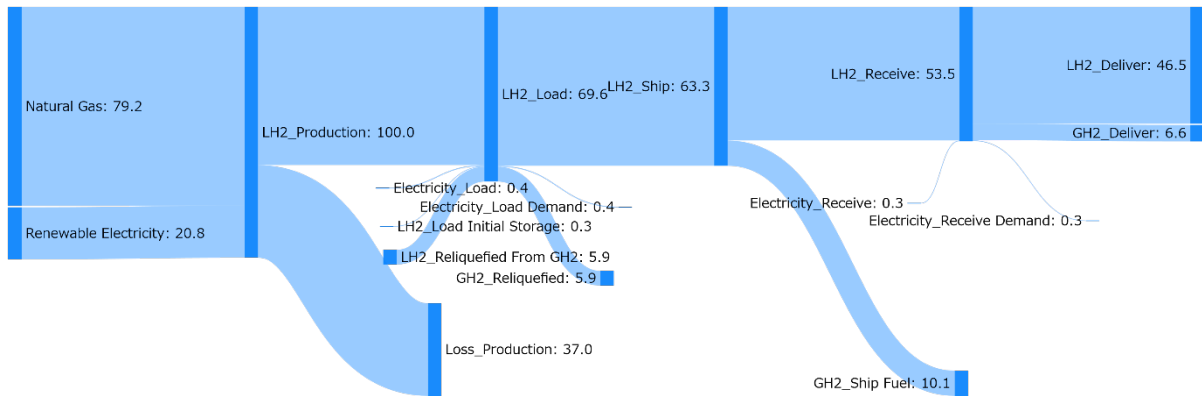 Natural Gas: 79.2
Renewable Electricity: 20.8
LH2_Production: 100.0
Loss_Production: 37.0
LH2_Load: 69.6
Electricity_Load: 0.4
Electricity_Load Demand: 0.4
LH2_Load Initial Storage: 0.3
LH2_Reliquefied From GH2: 5.9
GH2_Reliquefied: 5.9
LH2_Ship: 63.3
LH2_Receive: 53.5
Electricity_Receive: 0.3
Electricity_Receive Demand: 0.3
GH2_Ship Fuel: 10.1
LH2_Deliver: 46.5
GH2_Deliver: 6.6